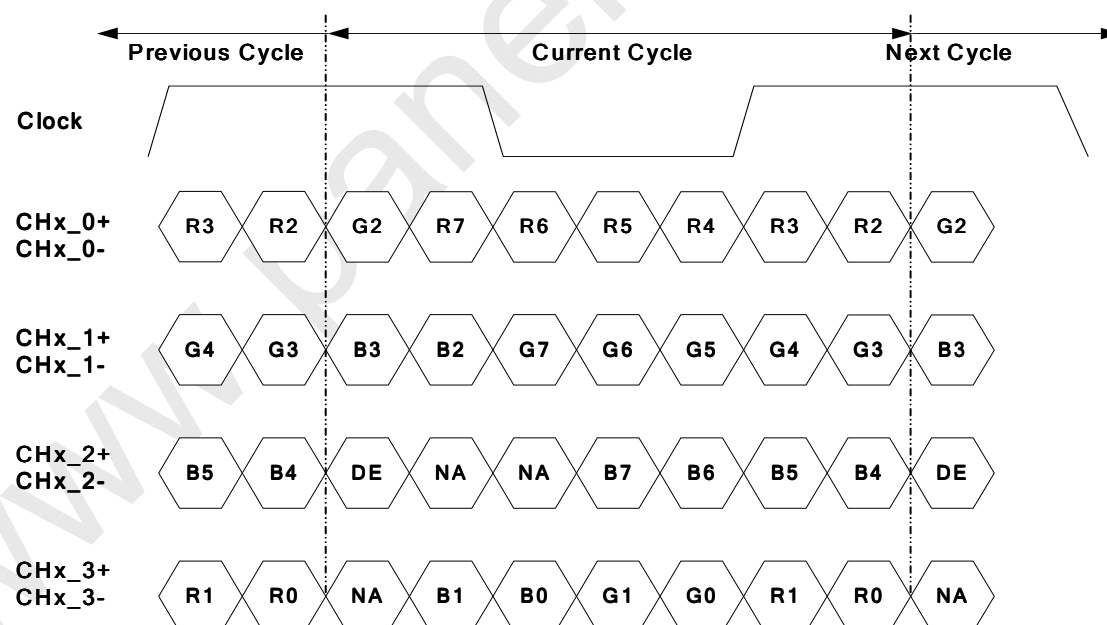 Previous Cycle Current Cycle Next Cycle
Clock
CHx_0+
CHx_0-
R3 R2 G2 R7 R6 R5 R4 R3 R2 G2
CHx_1+
CHx_1-
G4 G3 B3 B2 G7 G6 G5 G4 G3 B3
CHx_2+
CHx_2-
B5 B4 DE NA NA B7 B6 B5 B4 DE
CHx_3+
CHx_3-
R1 R0 NA B1 B0 G1 G0 R1 R0 NA